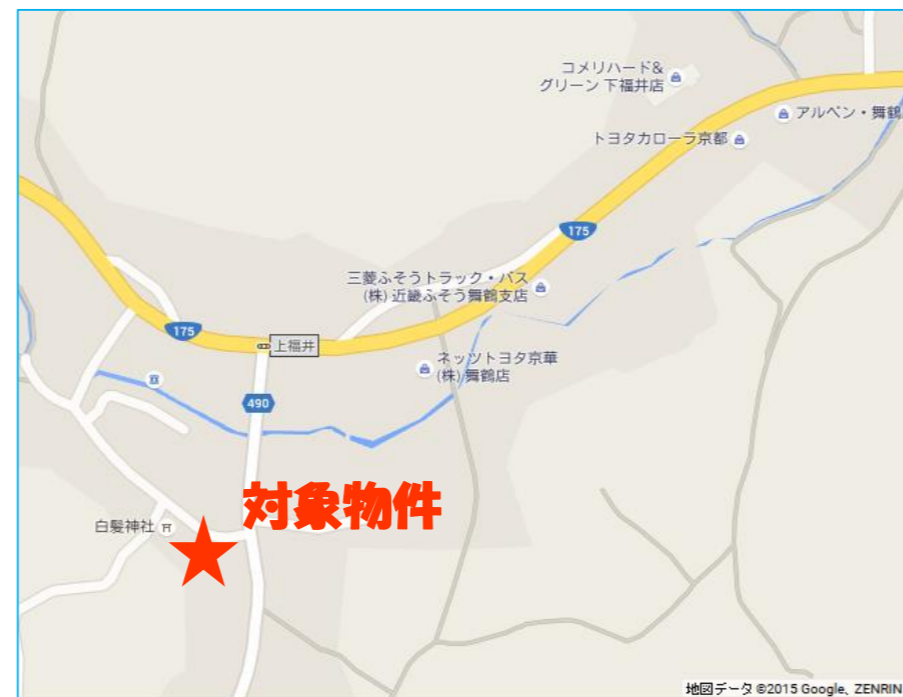 コメリハード&
グリーン 下福井店
アルペン・舞鶴
トヨタカローラ京都
175
三菱ふそうトラック・バス
(株) 近畿ふそう舞鶴支店
175
上福井
ネッツトヨタ京華
(株) 舞鶴店
490
対象物件
白髪神社
地図データ ©2015 Google、ZENRIN